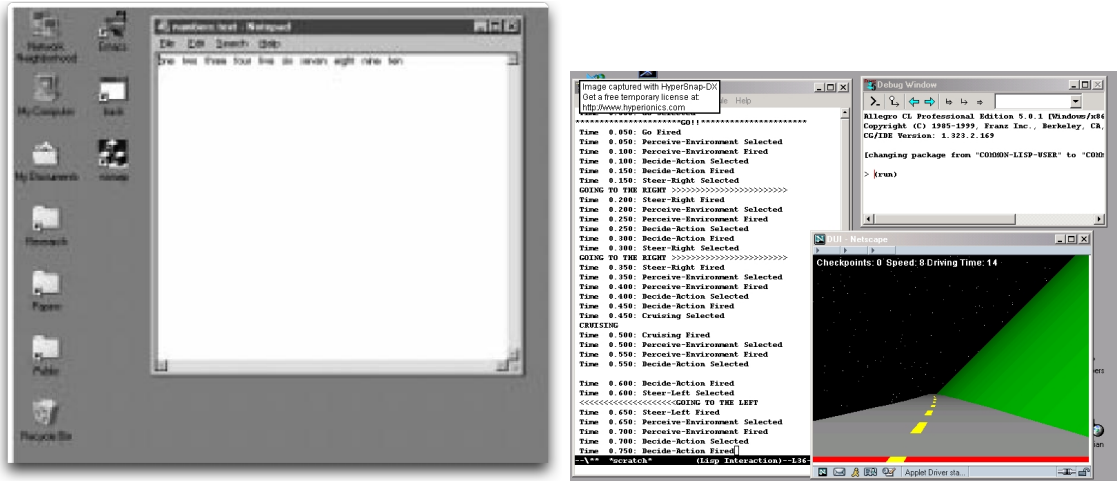 Network
Neighborhood
Emacs
My Computer
back
My Documents
Research
Papers
Public
Recycle Bin
numbers text - Notepad
File Edit Search Help
one two three four five six seven eight nine ten
Image captured with HyperSnap-DX
Get a free temporary license at:
http://www.hyperionics.com
Help
**********************GO!!**********************
Time 0.050: Go Fired
Time 0.050: Perceive-Environment Selected
Time 0.100: Perceive-Environment Fired
Time 0.100: Decide-Action Selected
Time 0.150: Decide-Action Fired
Time 0.150: Steer-Right Selected
GOING TO THE RIGHT >>>>>>>>>>>>>>>>>>>>>>>>
Time 0.200: Steer-Right Fired
Time 0.200: Perceive-Environment Selected
Time 0.250: Perceive-Environment Fired
Time 0.250: Decide-Action Selected
Time 0.300: Decide-Action Fired
Time 0.300: Steer-Right Selected
GOING TO THE RIGHT >>>>>>>>>>>>>>>>>>>>>>>>
Time 0.350: Steer-Right Fired
Time 0.350: Perceive-Environment Selected
Time 0.400: Perceive-Environment Fired
Time 0.400: Decide-Action Selected
Time 0.450: Decide-Action Fired
Time 0.450: Cruising Selected
CRUISING
Time 0.500: Cruising Fired
Time 0.500: Perceive-Environment Selected
Time 0.550: Perceive-Environment Fired
Time 0.550: Decide-Action Selected
Time 0.600: Decide-Action Fired
Time 0.600: Steer-Left Selected
<<<<<<<<<<<<<<<<<<<<GOING TO THE LEFT
Time 0.650: Steer-Left Fired
Time 0.650: Perceive-Environment Selected
Time 0.700: Perceive-Environment Fired
Time 0.700: Decide-Action Selected
Time 0.750: Decide-Action Fired
--\** *scratch* (Lisp Interaction)--L36-
Debug Window
Allegro CL Professional Edition 5.0.1 [Windows/x86
Copyright (C) 1985-1999, Franz Inc., Berkeley, CA,
CG/IDE Version: 1.323.2.169
[changing package from "COMMON-LISP-USER" to "COMM
> (run)
DUI - Netscape
Checkpoints: 0 Speed: 8 Driving Time: 14
Applet Driver sta...